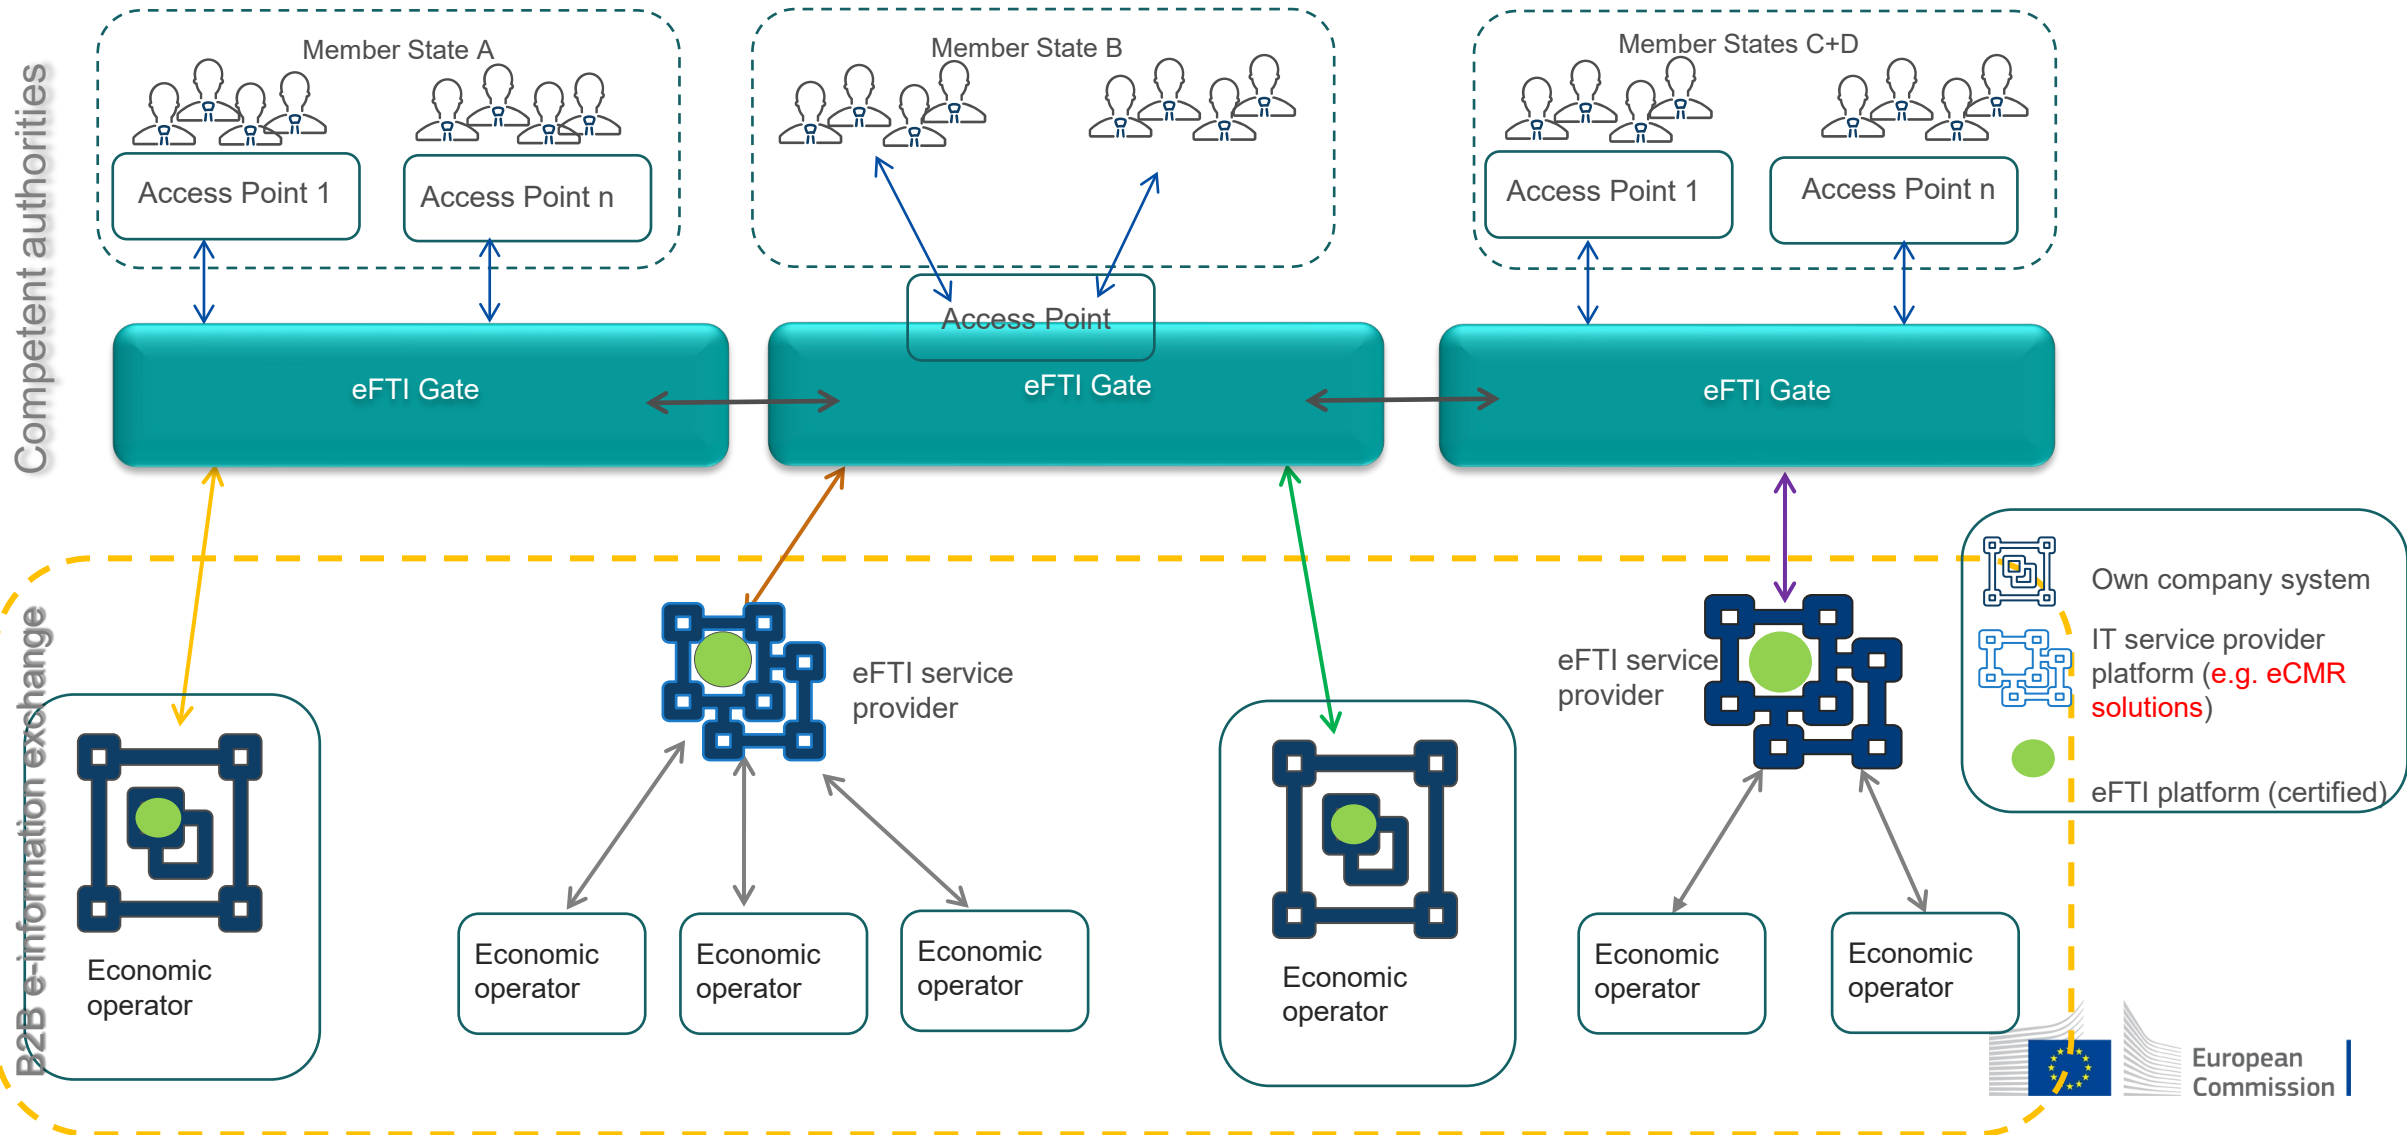 Competent authorities
Member State A
Member State B
Member States C+D
Access Point 1
Access Point n
Access Point 1
Access Point n
Access Point
eFTI Gate
eFTI Gate
eFTI Gate
B2B e-information exchange
eFTI service
provider
eFTI service
provider
Own company system
IT service provider
platform (e.g. eCMR
solutions)
eFTI platform (certified)
Economic
operator
Economic
operator
Economic
operator
Economic
operator
Economic
operator
Economic
operator
Economic
operator
European
Commission